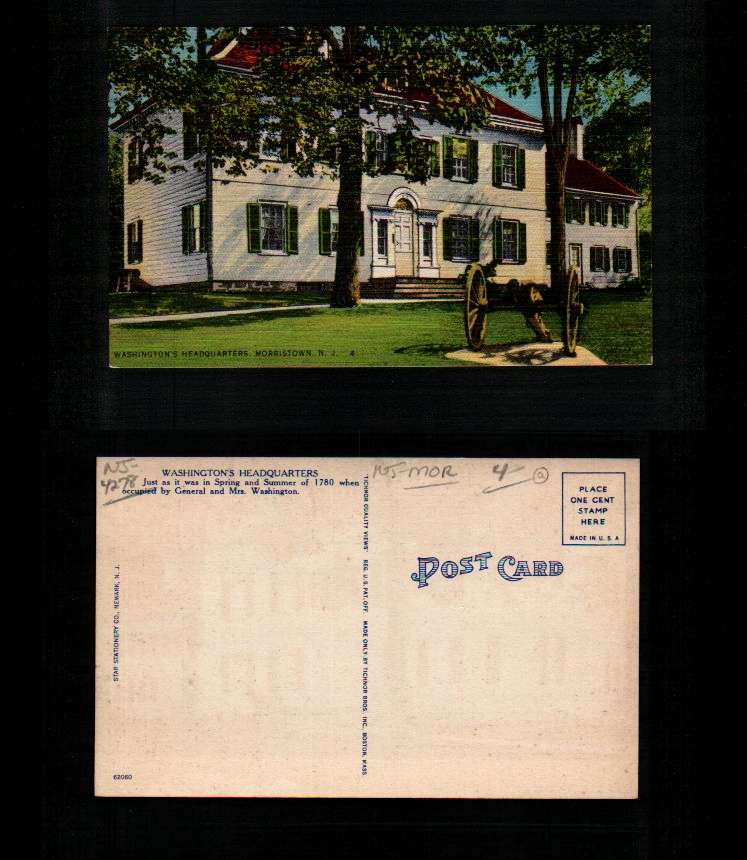 WASHINGTON'S HEADQUARTERS, MORRISTOWN, N. J. 4
NJ-
4278
WASHINGTON'S HEADQUARTERS
Just as it was in Spring and Summer of 1780 when
occupied by General and Mrs. Washington.
NJ-MOR 4 a
PLACE
ONE CENT
STAMP
HERE
MADE IN U. S. A
POST CARD
STAR STATIONERY CO., NEWARK, N. J.
"TICHNOR QUALITY VIEWS" REG. U. S. PAT. OFF. MADE ONLY BY TICHNOR BROS., INC., BOSTON, MASS.
62060